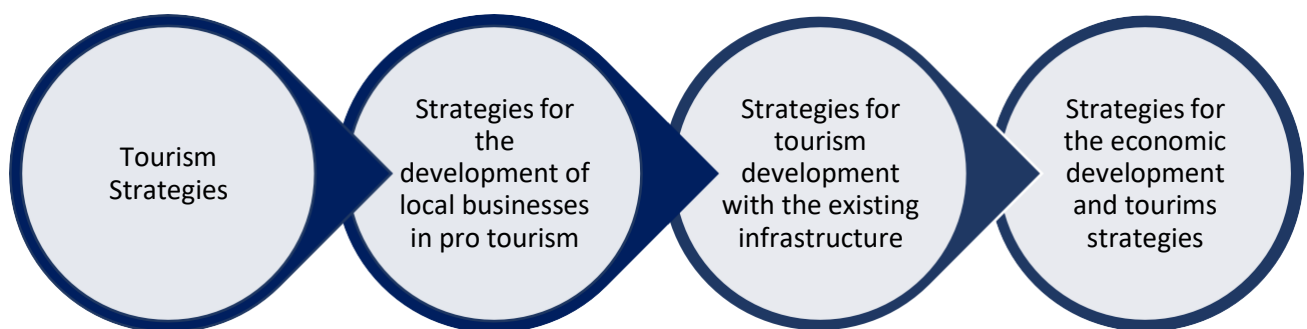 Tourism
Strategies
Strategies for
the
development of
local businesses
in pro tourism
Strategies for
tourism
development
with the existing
infrastructure
Strategies for
the economic
development
and tourims
strategies